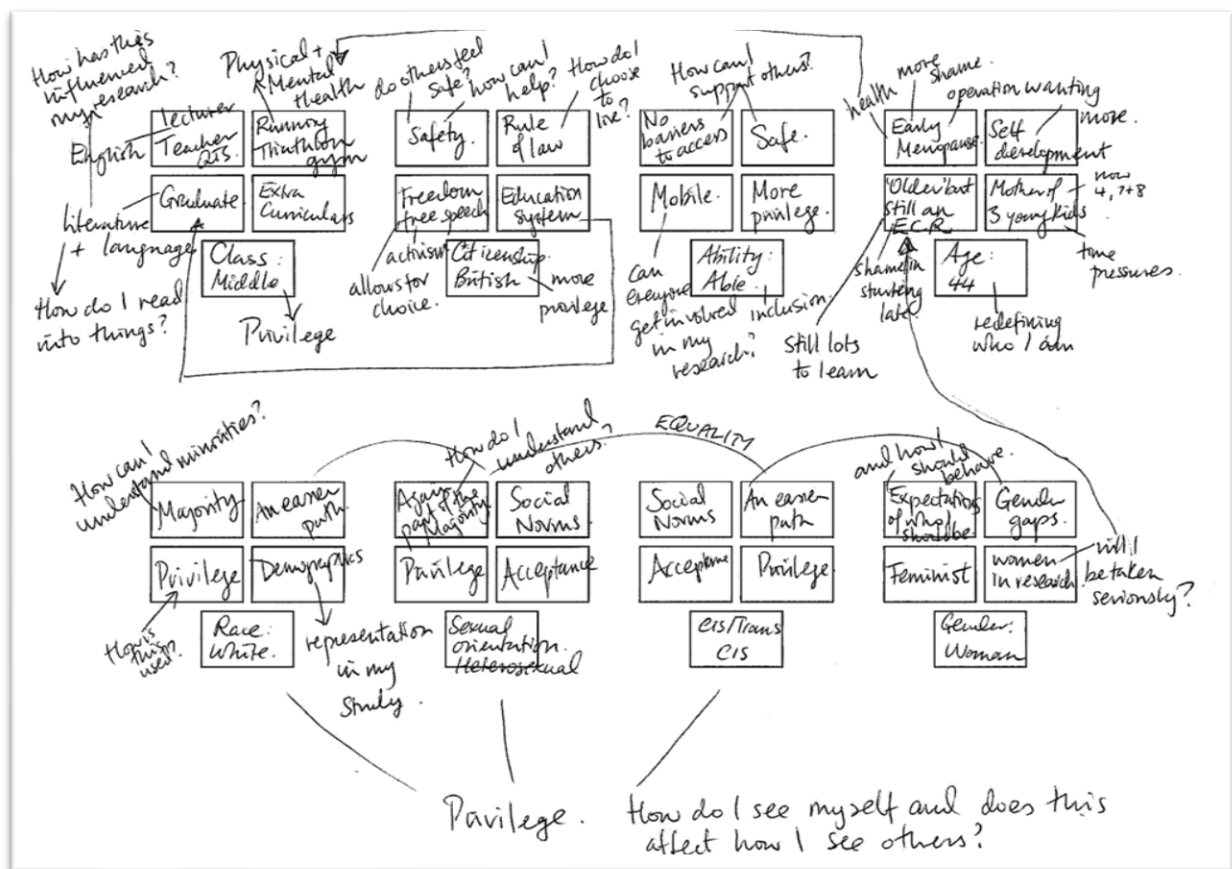 How has this
influenced
my research?
Physical +
Mental
health
lecturer
English
Teacher
Running
Triathlon
gym
Graduate
Extra
Curriculars
Literature
+ language
Class:
Middle
Privilege
How do I read
into things?
do others feel
safe?
how can I
help?
How do I
choose
to
live?
Safety.
Rule
of law
Freedom
free speech
Education
system
activism
allows for
choice.
Citizenship.
British
more
privilege
How can I
support others?
No
barriers
to access
Safe.
Mobile.
More
privilege.
Ability:
Able.
can
everyone
get involved
in my
research?
inclusion.
health
more
shame.
operation wanting
more.
Early
Menopause
Self
development
'Older' but
still an
E.C.R
Mother of
3 young kids
now
4, 7+8
time
pressures.
shame in
starting
late.
Age:
44
still lots
to learn
redefining
who I am
How can I
understand minorities?
Majority
An easier
path.
Privilege
Demographics
How is
this
used?
Race:
White.
representation
in my
study.
How do I
understand
others?
Again
part of the
Majority
Social
Norms.
Privilege
Acceptance
Sexual
orientation.
Heterosexual
EQUALITY
Social
Norms
An easier
path
Acceptance
Privilege
Cis/Trans
Cis
and how I
should
behave.
Expectations
of who I
should be
Gender
gaps.
Feminist
women
in research
will I
be taken
seriously?
Gender:
Woman
Privilege.
How do I see myself and does this
affect how I see others?